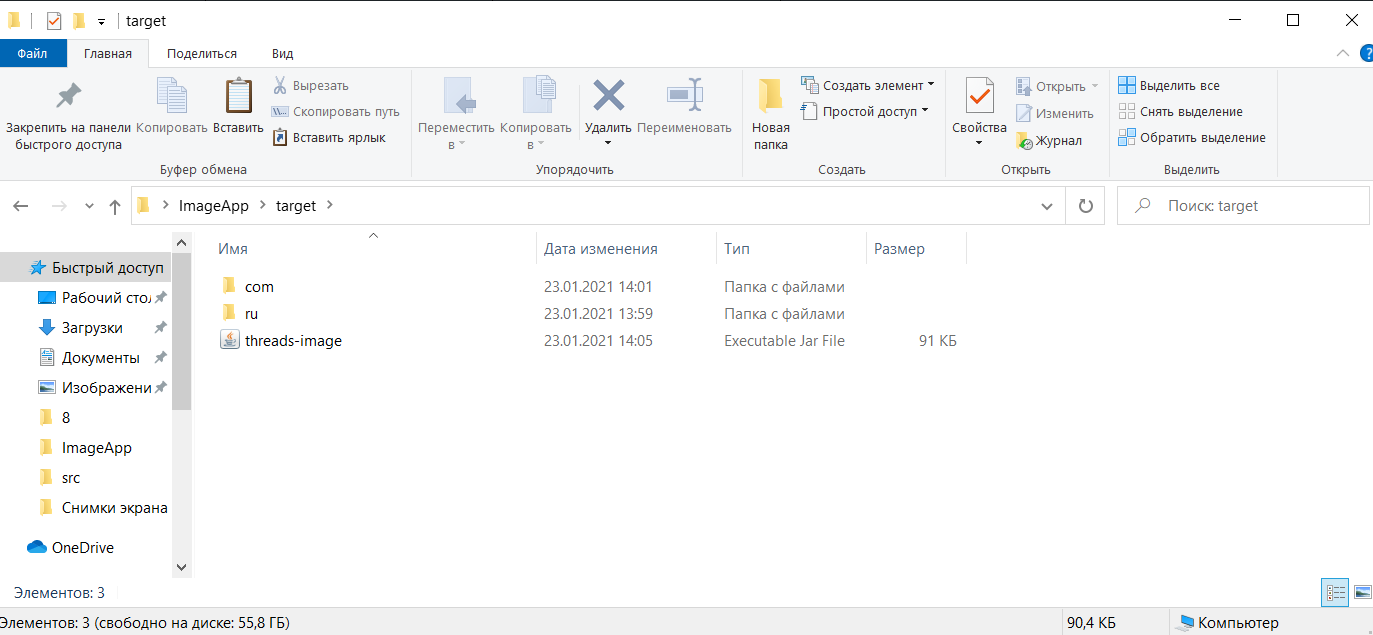 target
Файл Главная Поделиться Вид
Закрепить на панели быстрого доступа
Копировать
Вставить
Вырезать
Скопировать путь
Вставить ярлык
Буфер обмена
Переместить в
Копировать в
Удалить
Переименовать
Упорядочить
Новая папка
Создать элемент
Простой доступ
Создать
Свойства
Открыть
Изменить
Журнал
Открыть
Выделить все
Снять выделение
Обратить выделение
Выделить
ImageApp target
Поиск: target
Имя Дата изменения Тип Размер
com 23.01.2021 14:01 Папка с файлами
ru 23.01.2021 13:59 Папка с файлами
threads-image 23.01.2021 14:05 Executable Jar File 91 КБ
Быстрый доступ
Рабочий стол
Загрузки
Документы
Изображени
8
ImageApp
src
Снимки экрана
OneDrive
Элементов: 3
Элементов: 3 (свободно на диске: 55,8 ГБ) 90,4 КБ Компьютер